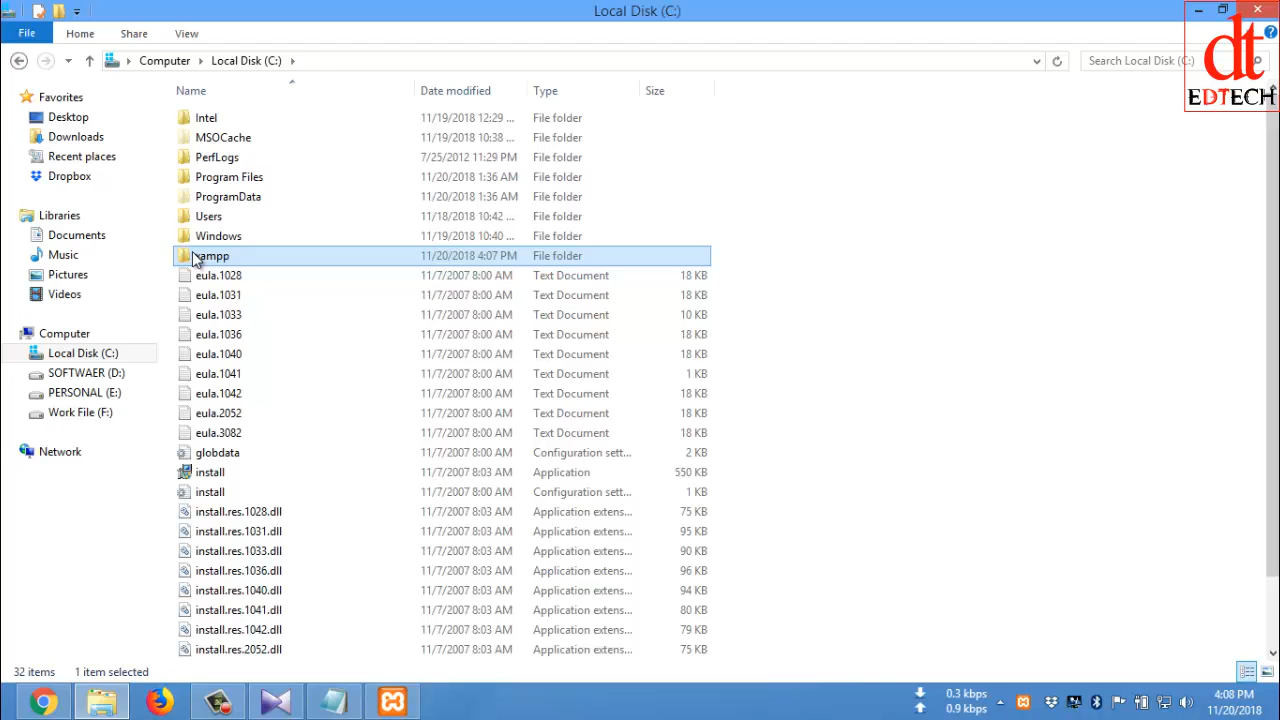 Local Disk (C:)
File Home Share View
Computer Local Disk (C:) Search Local Disk (C:)
dt
EDTECH
Name Date modified Type Size
Favorites
Desktop
Downloads
Recent places
Dropbox
Libraries
Documents
Music
Pictures
Videos
Computer
Local Disk (C:)
SOFTWAER (D:)
PERSONAL (E:)
Work File (F:)
Network
Intel 11/19/2018 12:29 ... File folder
MSOCache 11/19/2018 10:38 ... File folder
PerfLogs 7/25/2012 11:29 PM File folder
Program Files 11/20/2018 1:36 AM File folder
ProgramData 11/20/2018 1:36 AM File folder
Users 11/18/2018 10:42 ... File folder
Windows 11/19/2018 10:40 ... File folder
xampp 11/20/2018 4:07 PM File folder
eula.1028 11/7/2007 8:00 AM Text Document 18 KB
eula.1031 11/7/2007 8:00 AM Text Document 18 KB
eula.1033 11/7/2007 8:00 AM Text Document 10 KB
eula.1036 11/7/2007 8:00 AM Text Document 18 KB
eula.1040 11/7/2007 8:00 AM Text Document 18 KB
eula.1041 11/7/2007 8:00 AM Text Document 1 KB
eula.1042 11/7/2007 8:00 AM Text Document 18 KB
eula.2052 11/7/2007 8:00 AM Text Document 18 KB
eula.3082 11/7/2007 8:00 AM Text Document 18 KB
globdata 11/7/2007 8:00 AM Configuration sett... 2 KB
install 11/7/2007 8:03 AM Application 550 KB
install 11/7/2007 8:00 AM Configuration sett... 1 KB
install.res.1028.dll 11/7/2007 8:03 AM Application extens... 75 KB
install.res.1031.dll 11/7/2007 8:03 AM Application extens... 95 KB
install.res.1033.dll 11/7/2007 8:03 AM Application extens... 90 KB
install.res.1036.dll 11/7/2007 8:03 AM Application extens... 96 KB
install.res.1040.dll 11/7/2007 8:03 AM Application extens... 94 KB
install.res.1041.dll 11/7/2007 8:03 AM Application extens... 80 KB
install.res.1042.dll 11/7/2007 8:03 AM Application extens... 79 KB
install.res.2052.dll 11/7/2007 8:03 AM Application extens... 75 KB
32 items 1 item selected
0.3 kbps
0.9 kbps
4:08 PM
11/20/2018